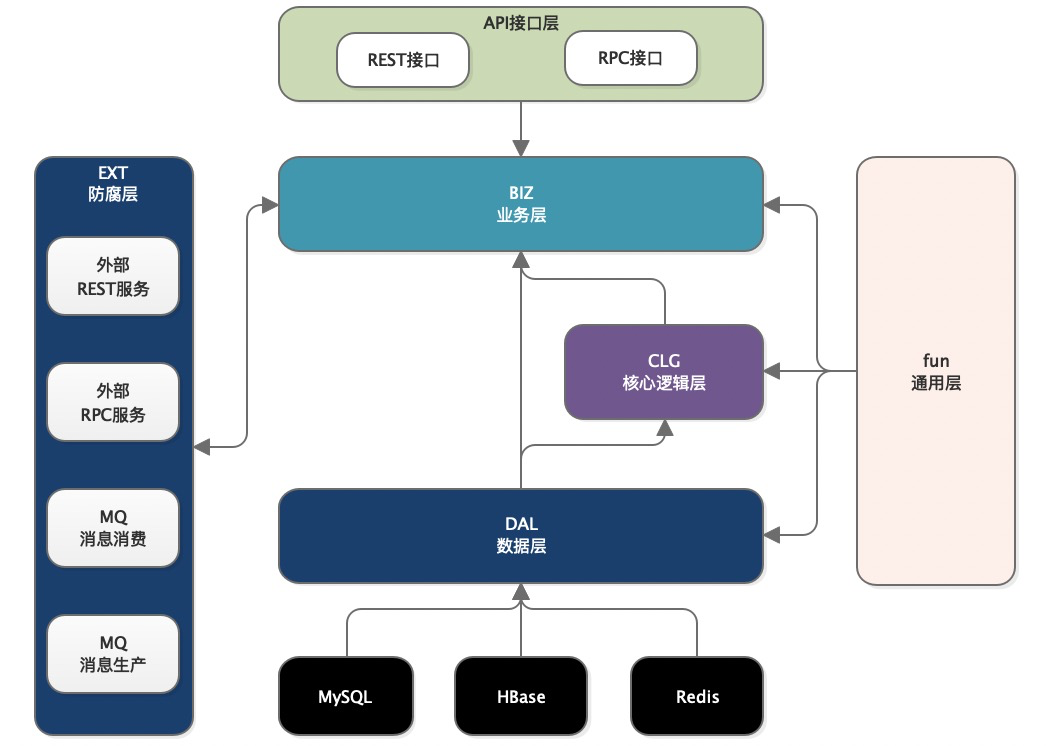 API接口层
REST接口
RPC接口
EXT
防腐层
外部
REST服务
外部
RPC服务
MQ
消息消费
MQ
消息生产
BIZ
业务层
CLG
核心逻辑层
DAL
数据层
MySQL
HBase
Redis
fun
通用层